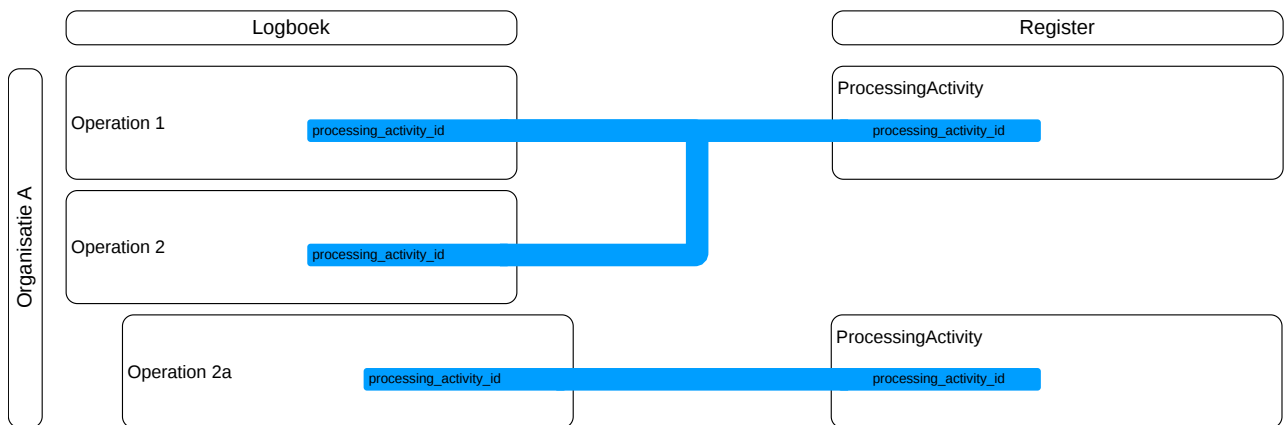 Logboek
Register
Organisatie A
ProcessingActivity
Operation 1
processing_activity_id
processing_activity_id
Operation 2
processing_activity_id
ProcessingActivity
Operation 2a
processing_activity_id
processing_activity_id